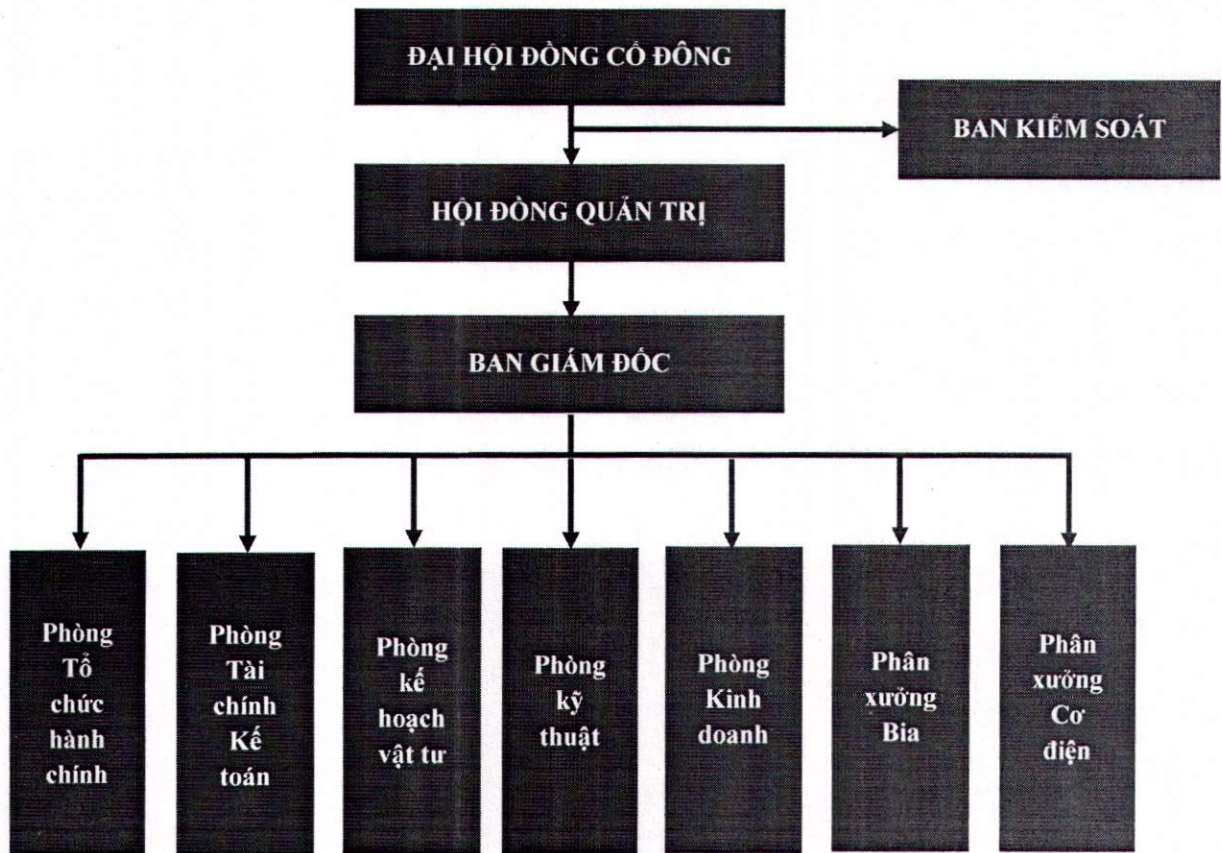 ĐẠI HỘI ĐỒNG CỔ ĐÔNG
BAN KIỂM SOÁT
HỘI ĐỒNG QUẢN TRỊ
BAN GIÁM ĐỐC
Phòng
Tổ
chức
hành
chính
Phòng
Tài
chính
Kế
toán
Phòng
kế
hoạch
vật tư
Phòng
kỹ
thuật
Phòng
Kinh
doanh
Phân
xưởng
Bia
Phân
xưởng
Cơ
điện